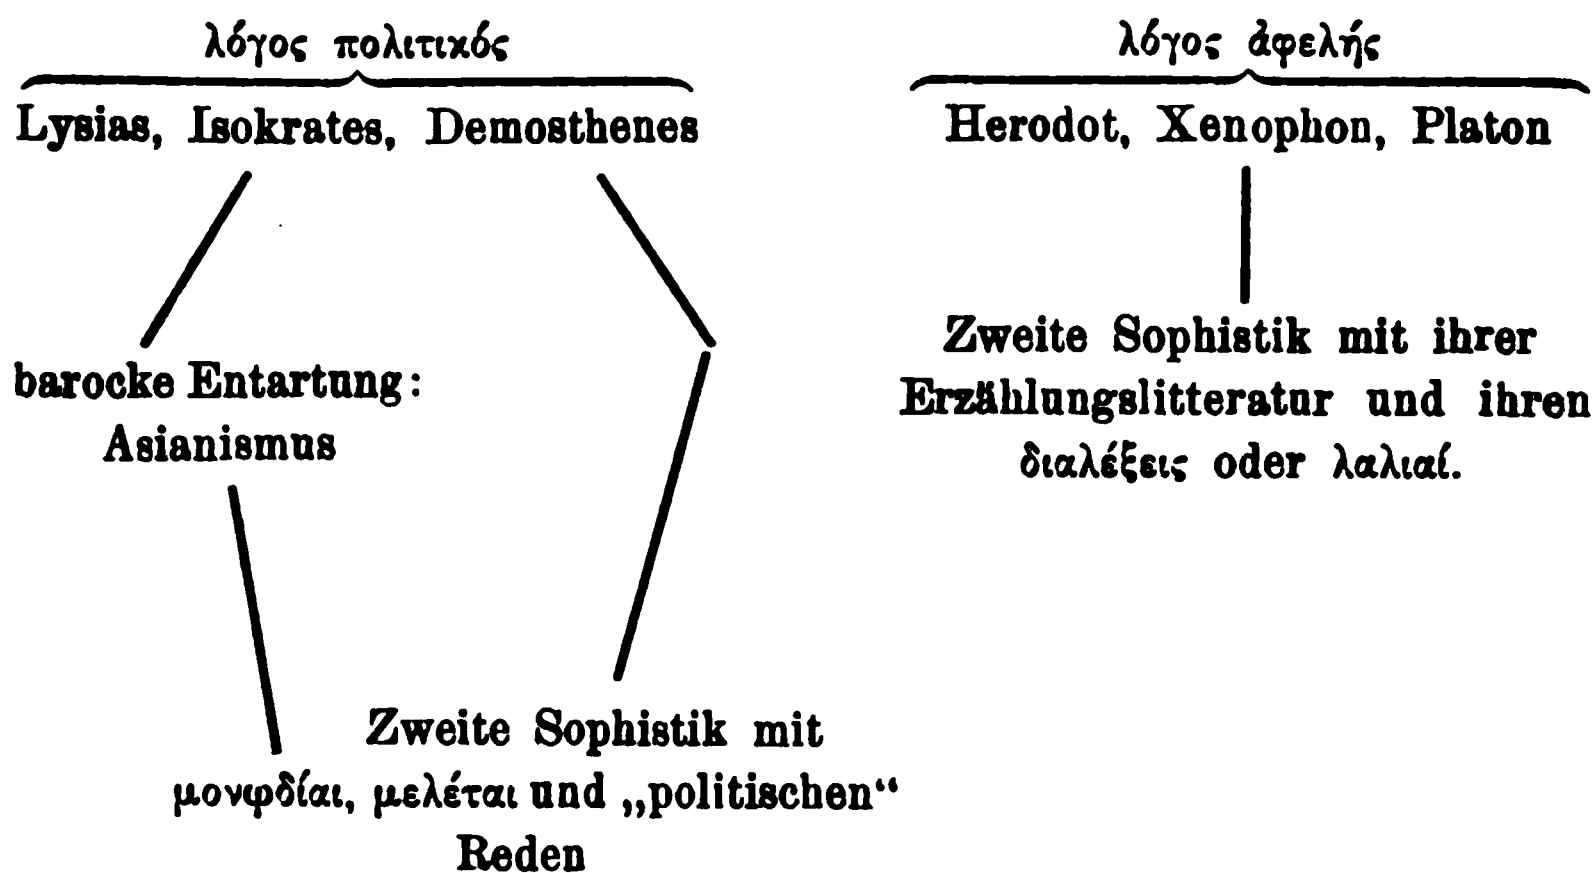 λόγος πολιτικός
Lysias, Isokrates, Demosthenes
barocke Entartung:
Asianismus
Zweite Sophistik mit
μονῳδίαι, μελέται und „politischen“
Reden
λόγος ἀφελής
Herodot, Xenophon, Platon
Zweite Sophistik mit ihrer
Erzählungslitteratur und ihren
διαλέξεις oder λαλιαί.